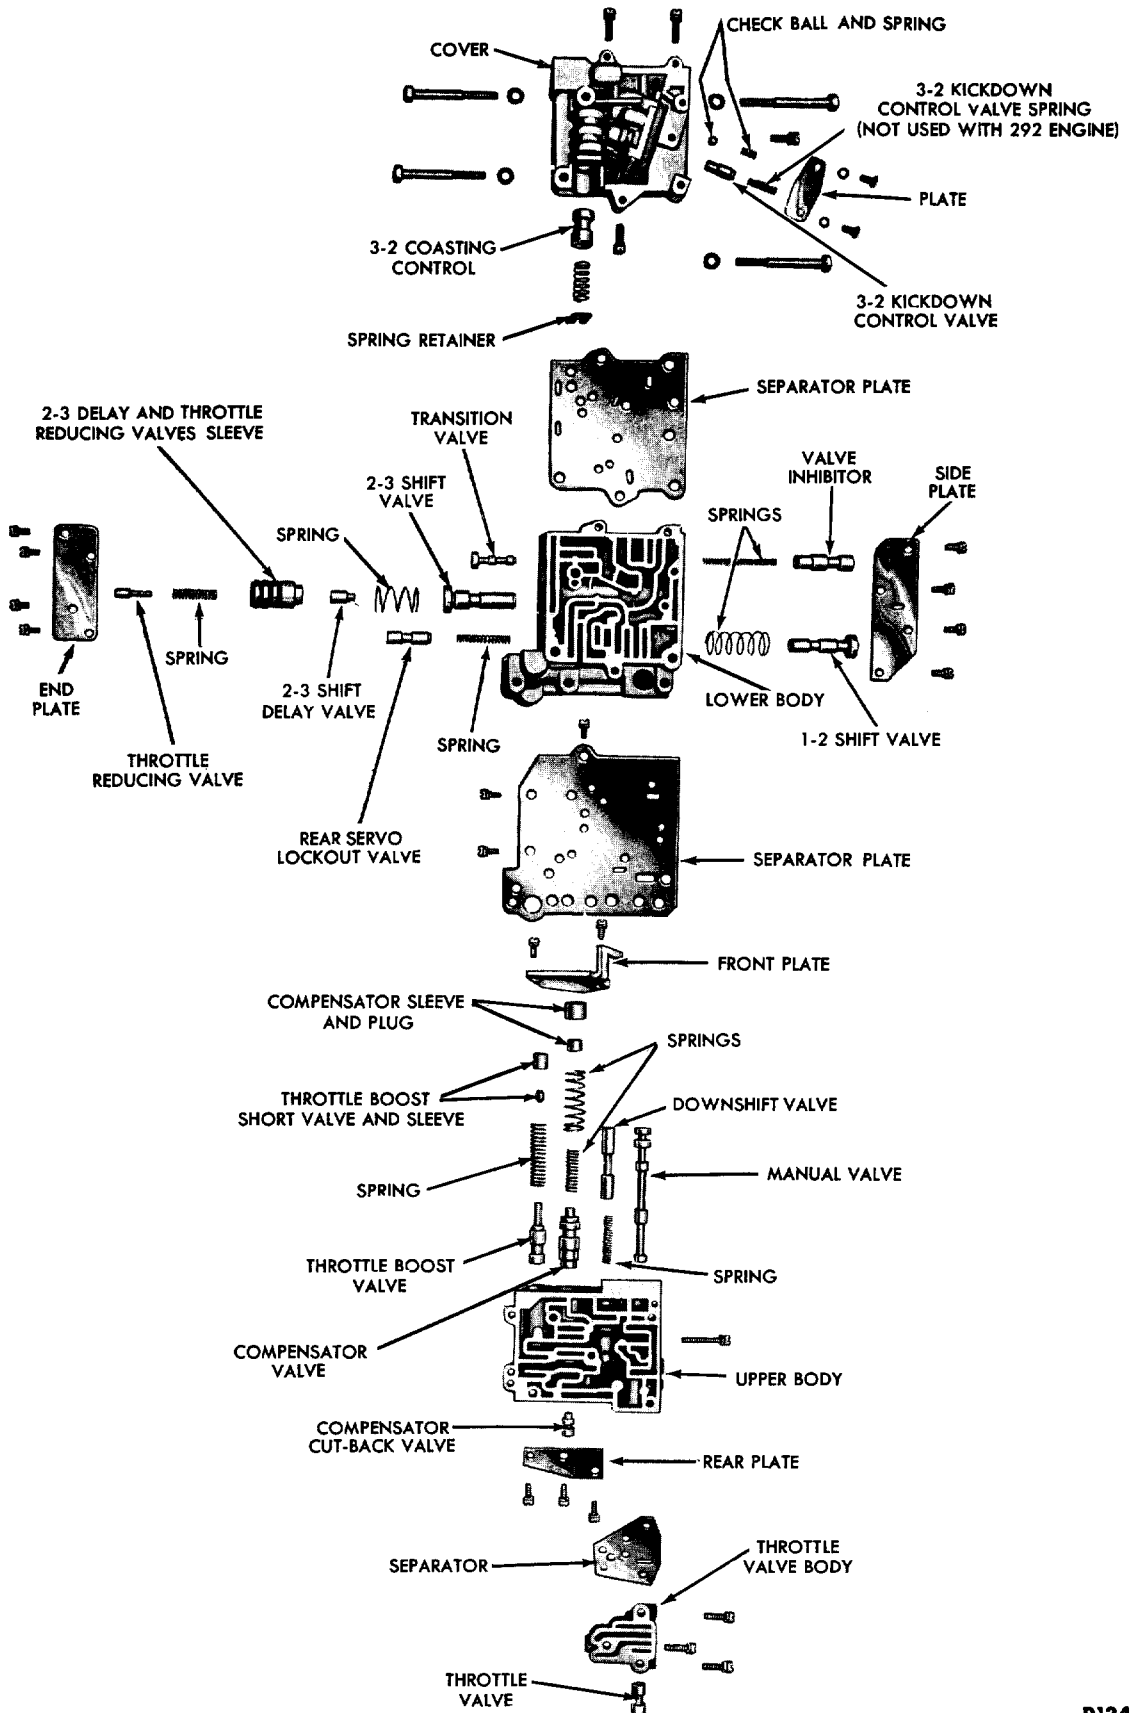 CHECK BALL AND SPRING
COVER
3-2 KICKDOWN
CONTROL VALVE SPRING
(NOT USED WITH 292 ENGINE)
PLATE
3-2 COASTING
CONTROL
3-2 KICKDOWN
CONTROL VALVE
SPRING RETAINER
SEPARATOR PLATE
2-3 DELAY AND THROTTLE
REDUCING VALVES SLEEVE
TRANSITION
VALVE
VALVE
INHIBITOR
SIDE
PLATE
2-3 SHIFT
VALVE
SPRINGS
SPRING
SPRING
END
PLATE
2-3 SHIFT
DELAY VALVE
LOWER BODY
SPRING
1-2 SHIFT VALVE
THROTTLE
REDUCING VALVE
REAR SERVO
LOCKOUT VALVE
SEPARATOR PLATE
FRONT PLATE
COMPENSATOR SLEEVE
AND PLUG
SPRINGS
THROTTLE BOOST
SHORT VALVE AND SLEEVE
DOWNSHIFT VALVE
MANUAL VALVE
SPRING
THROTTLE BOOST
VALVE
SPRING
COMPENSATOR
VALVE
UPPER BODY
COMPENSATOR
CUT-BACK VALVE
REAR PLATE
SEPARATOR
THROTTLE
VALVE BODY
THROTTLE
VALVE